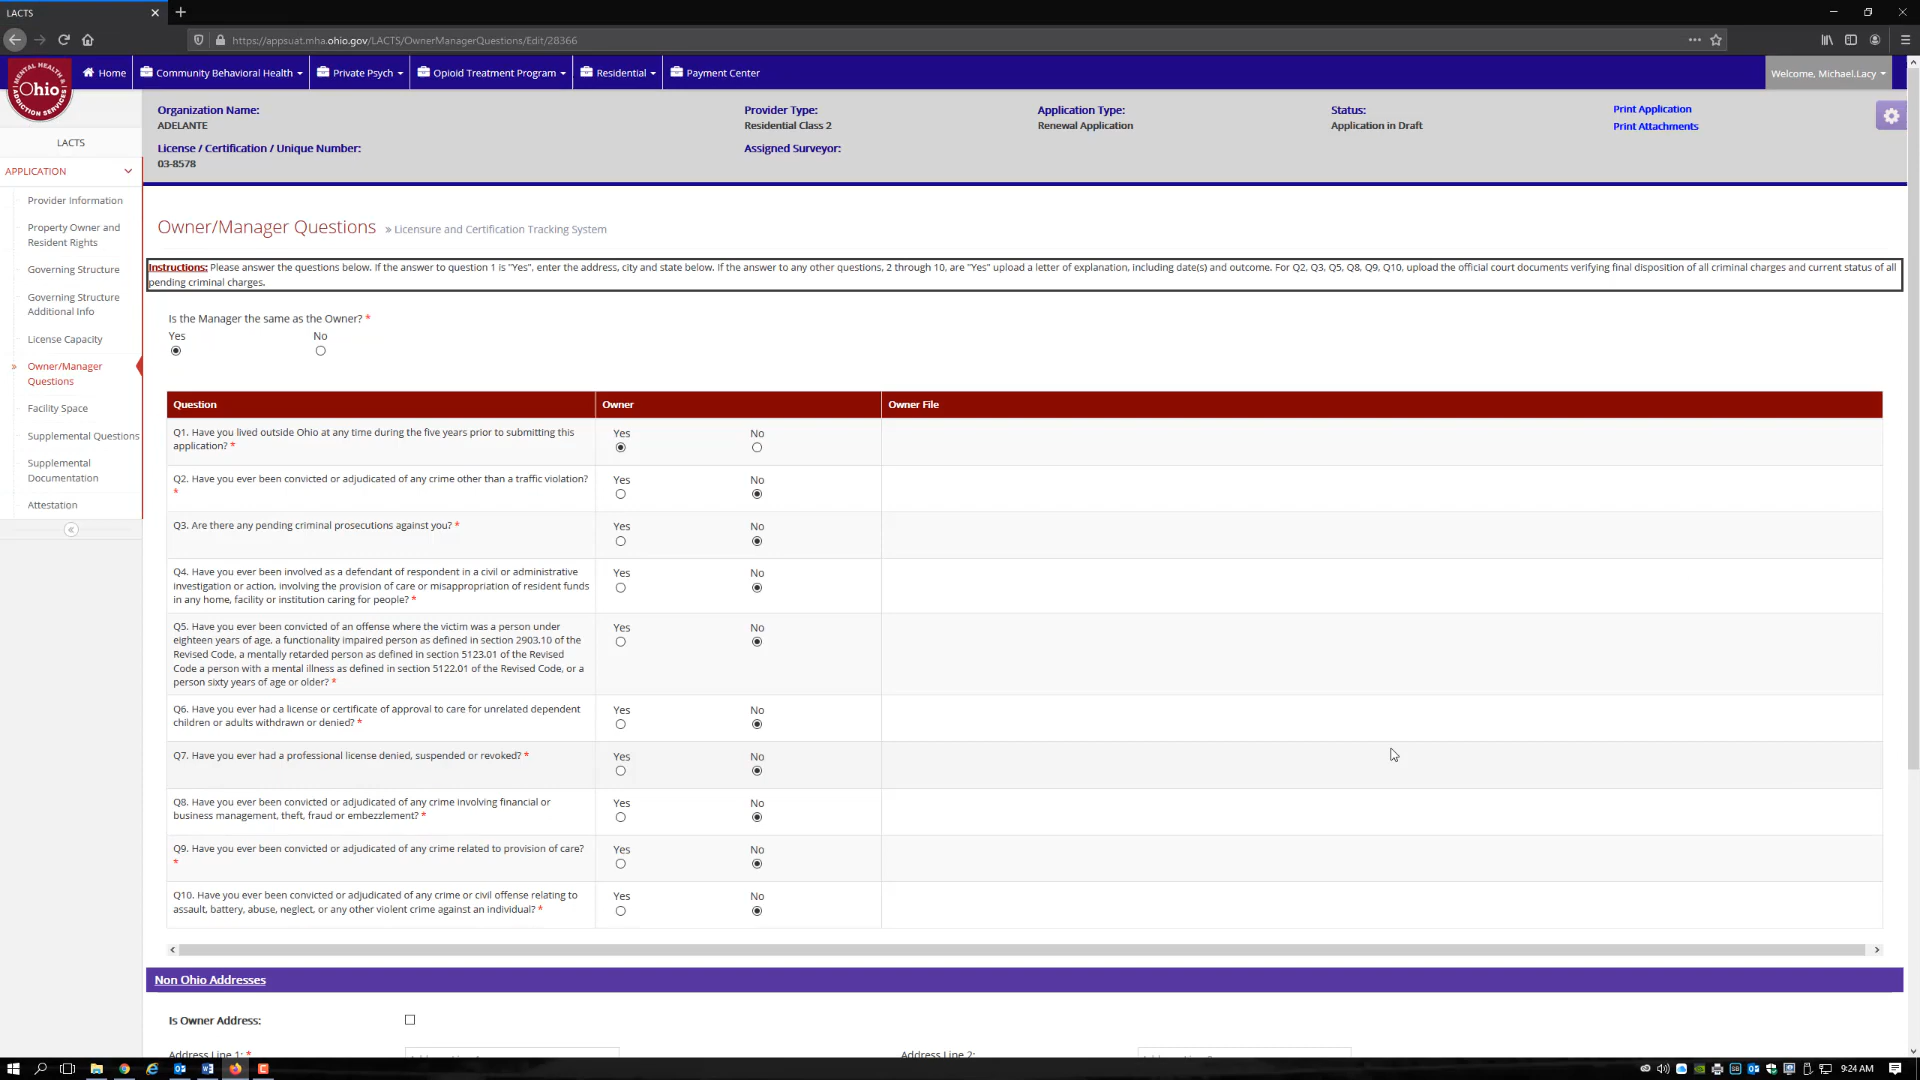 LACTS
https://appsuat.mha.ohio.gov/LACTS/OwnerManagerQuestions/Edit/28366
MENTAL HEALTH &
Ohio
ADDICTION SERVICES
Home
Community Behavioral Health
Private Psych
Opioid Treatment Program
Residential
Payment Center
Welcome, Michael.Lacy
Organization Name:
ADELANTE
License / Certification / Unique Number:
03-8578
Provider Type:
Residential Class 2
Assigned Surveyor:
Application Type:
Renewal Application
Status:
Application in Draft
Print Application
Print Attachments
LACTS
APPLICATION
Provider Information
Property Owner and
Resident Rights
Governing Structure
Governing Structure
Additional Info
License Capacity
» Owner/Manager
Questions
Facility Space
Supplemental Questions
Supplemental
Documentation
Attestation
«
Owner/Manager Questions » Licensure and Certification Tracking System
Instructions: Please answer the questions below. If the answer to question 1 is "Yes", enter the address, city and state below. If the answer to any other questions, 2 through 10, are "Yes" upload a letter of explanation, including date(s) and outcome. For Q2, Q3, Q5, Q8, Q9, Q10, upload the official court documents verifying final disposition of all criminal charges and current status of all
pending criminal charges.
Is the Manager the same as the Owner? *
Yes No
Question Owner Owner File
Q1. Have you lived outside Ohio at any time during the five years prior to submitting this
application? *
Yes No
Q2. Have you ever been convicted or adjudicated of any crime other than a traffic violation?
*
Yes No
Q3. Are there any pending criminal prosecutions against you? *
Yes No
Q4. Have you ever been involved as a defendant of respondent in a civil or administrative
investigation or action, involving the provision of care or misappropriation of resident funds
in any home, facility or institution caring for people? *
Yes No
Q5. Have you ever been convicted of an offense where the victim was a person under
eighteen years of age, a functionality impaired person as defined in section 2903.10 of the
Revised Code, a mentally retarded person as defined in section 5123.01 of the Revised
Code a person with a mental illness as defined in section 5122.01 of the Revised Code, or a
person sixty years of age or older? *
Yes No
Q6. Have you ever had a license or certificate of approval to care for unrelated dependent
children or adults withdrawn or denied? *
Yes No
Q7. Have you ever had a professional license denied, suspended or revoked? *
Yes No
Q8. Have you ever been convicted or adjudicated of any crime involving financial or
business management, theft, fraud or embezzlement? *
Yes No
Q9. Have you ever been convicted or adjudicated of any crime related to provision of care?
*
Yes No
Q10. Have you ever been convicted or adjudicated of any crime or civil offense relating to
assault, battery, abuse, neglect, or any other violent crime against an individual? *
Yes No
Non Ohio Addresses
Is Owner Address:
Address Line 1: *
Address Line 2:
9:24 AM